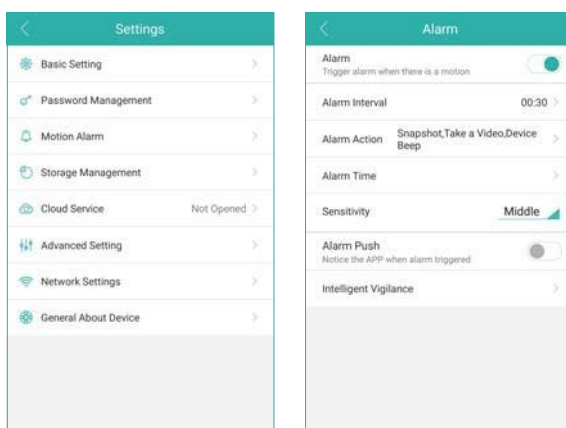 Settings
Basic Setting
Password Management
Motion Alarm
Storage Management
Cloud Service Not Opened
Advanced Setting
Network Settings
General About Device
Alarm
Alarm
Trigger alarm when there is a motion
Alarm Interval 00:30
Alarm Action Snapshot,Take a Video,Device
Beep
Alarm Time
Sensitivity Middle
Alarm Push
Notice the APP when alarm triggered
Intelligent Vigilance